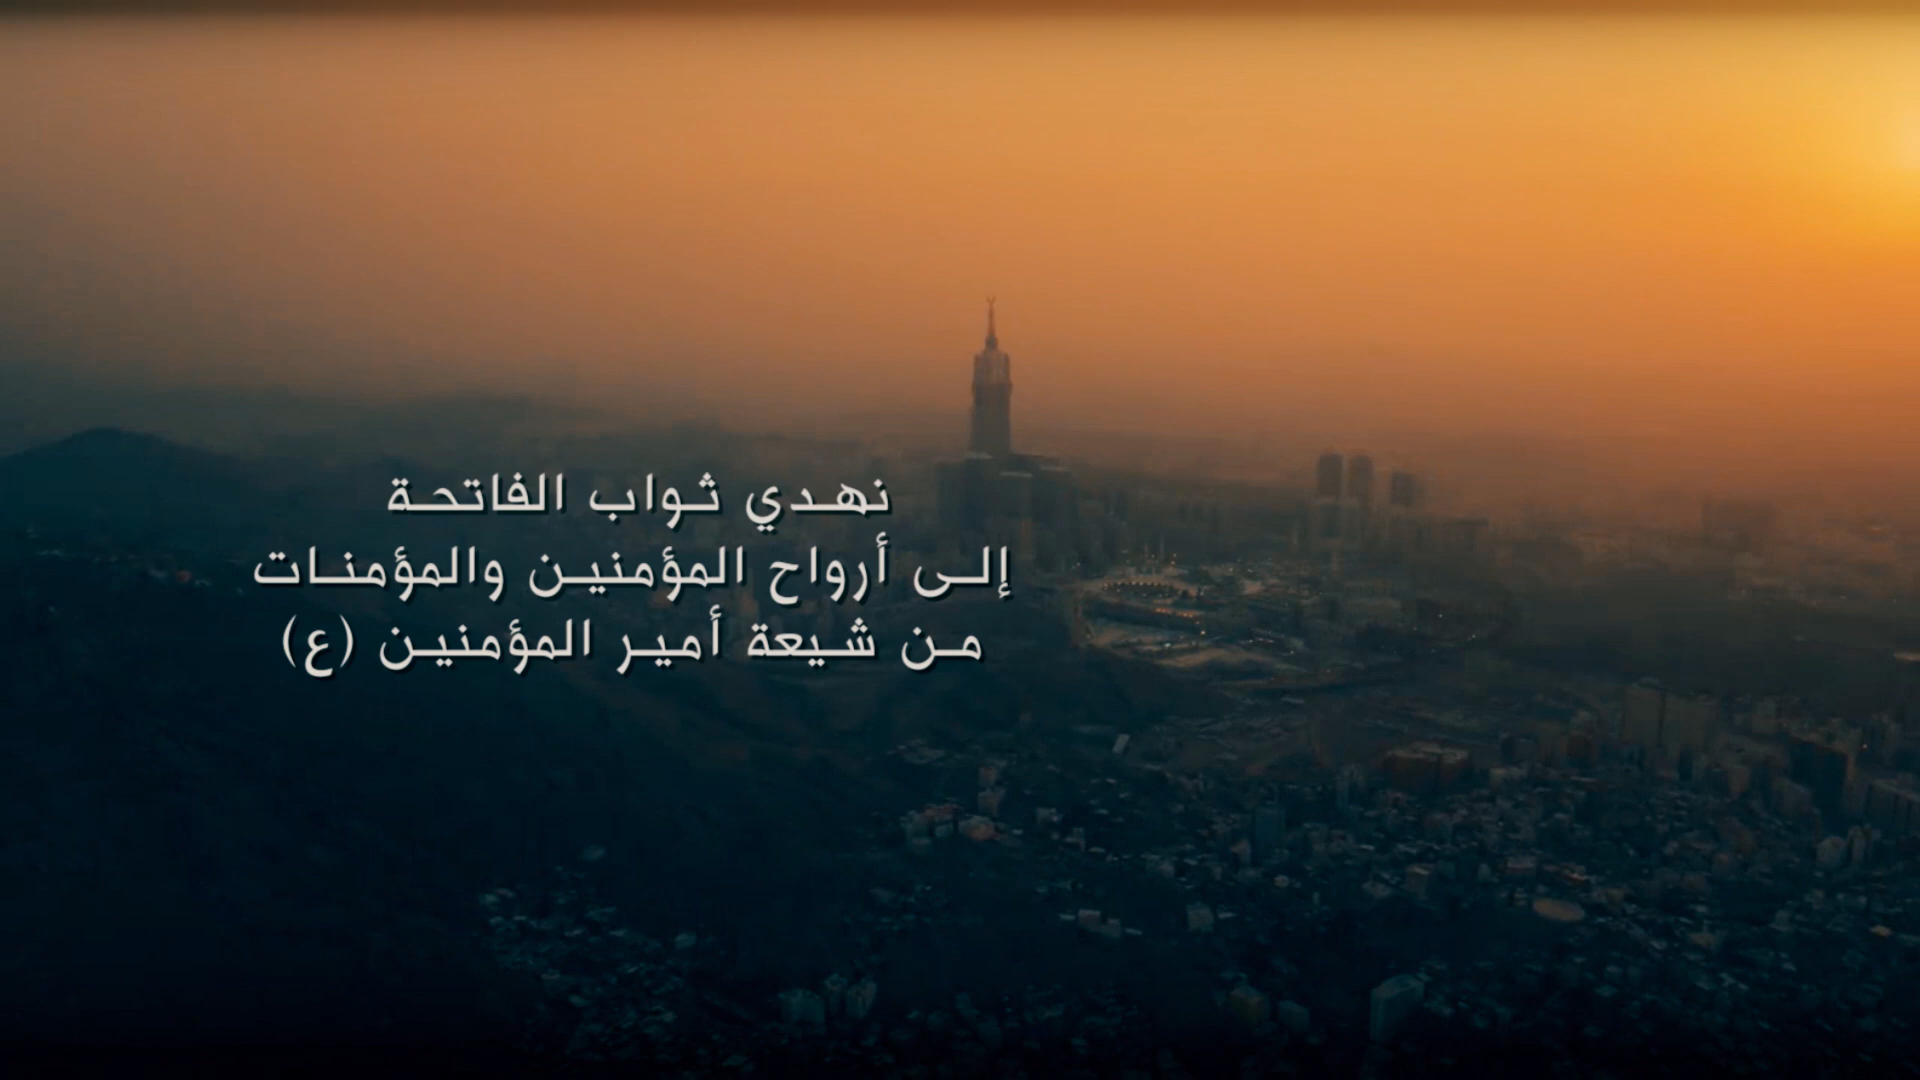 نهدي ثواب الفاتحة
إلى أرواح المؤمنين والمؤمنات
من شيعة أمير المؤمنين (ع)